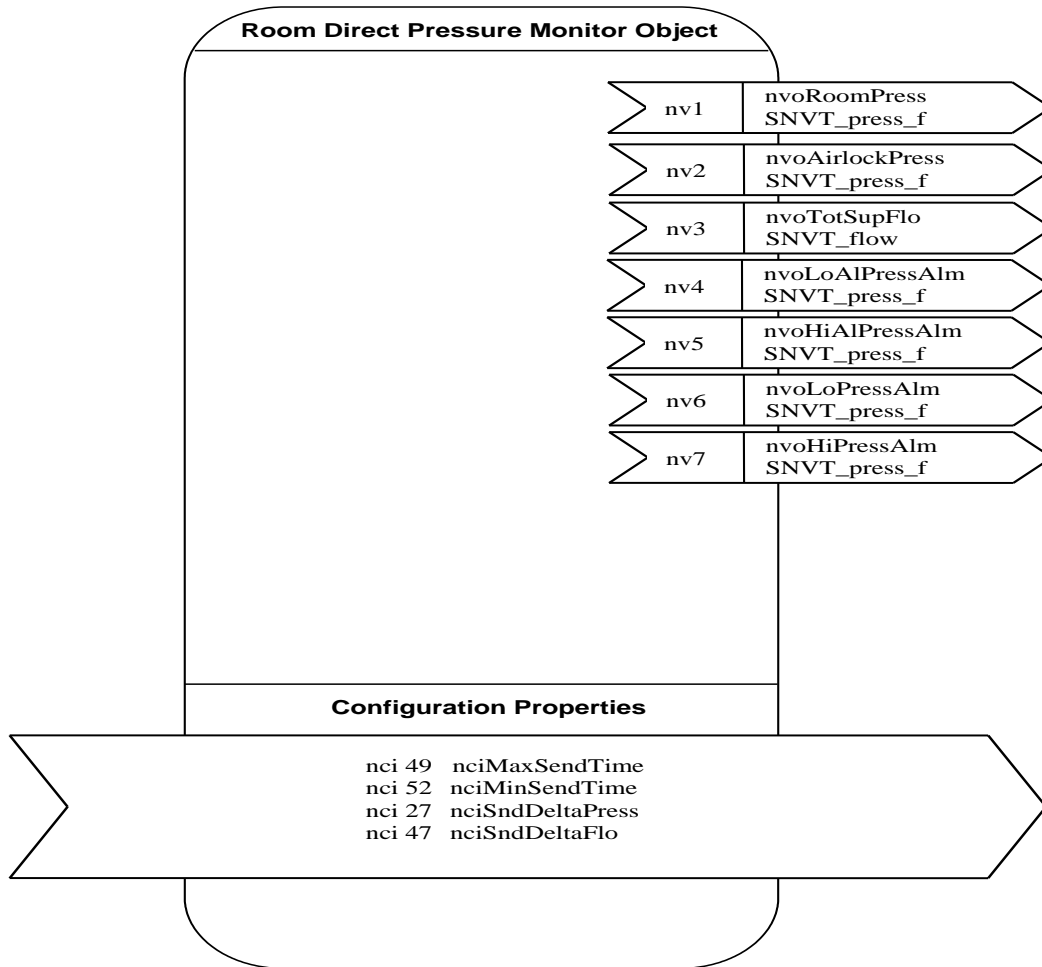 Room Direct Pressure Monitor Object
nv1
nvoRoomPress
SNVT_press_f
nv2
nvoAirlockPress
SNVT_press_f
nv3
nvoTotSupFlo
SNVT_flow
nv4
nvoLoAlPressAlm
SNVT_press_f
nv5
nvoHiAlPressAlm
SNVT_press_f
nv6
nvoLoPressAlm
SNVT_press_f
nv7
nvoHiPressAlm
SNVT_press_f
Configuration Properties
nci 49 nciMaxSendTime
nci 52 nciMinSendTime
nci 27 nciSndDeltaPress
nci 47 nciSndDeltaFlo